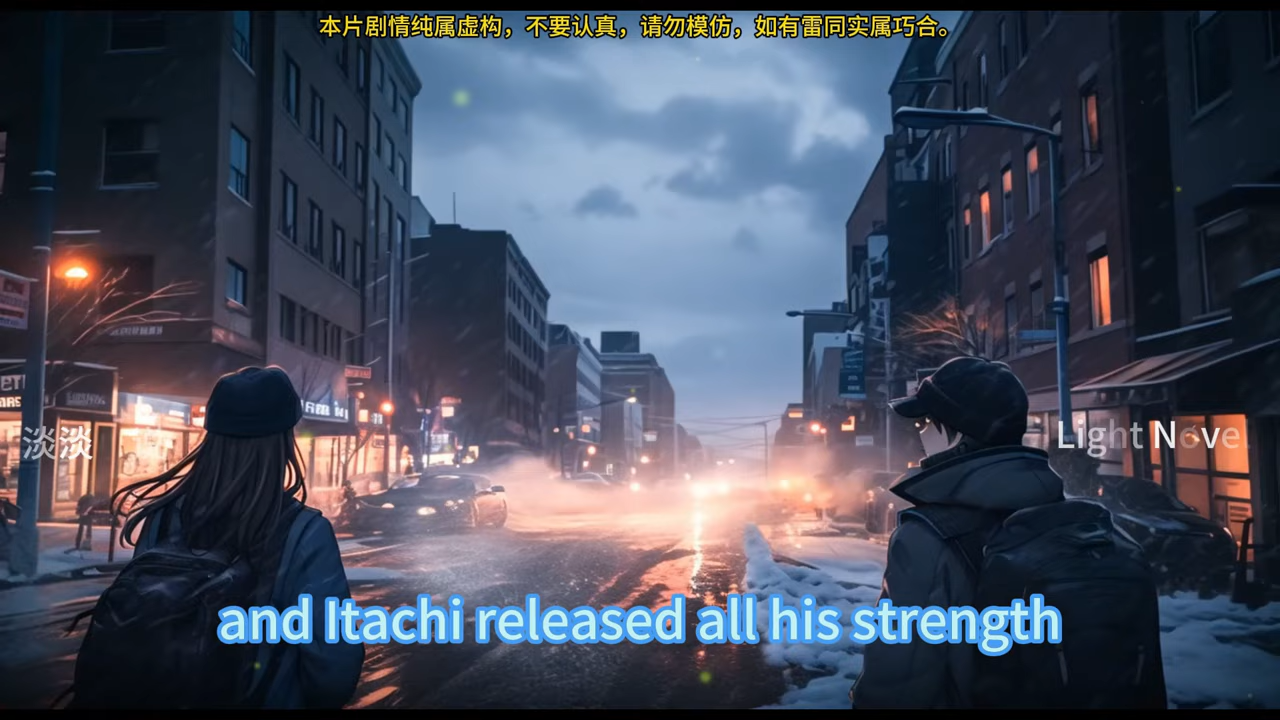 本片剧情纯属虚构，不要认真，请勿模仿，如有雷同实属巧合。
淡淡
Light Novel
and Itachi released all his strength